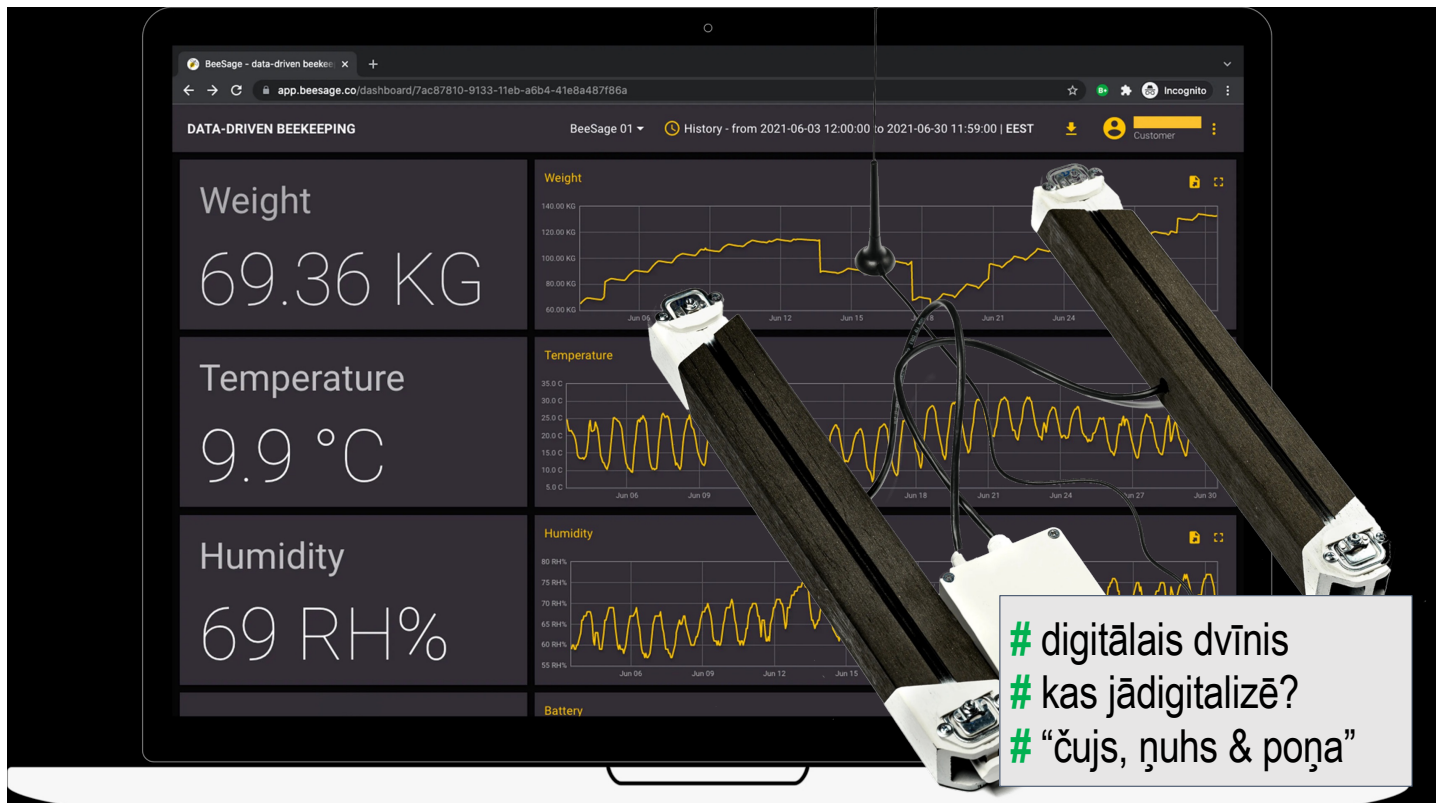 BeeSage - data-driven beekee
app.beesage.co/dashboard/7ac87810-9133-11eb-a6b4-41e8a487f86a
Incognito
DATA-DRIVEN BEEKEEPING
BeeSage 01
History - from 2021-06-03 12:00:00 to 2021-06-30 11:59:00 | EEST
Customer
Weight
69.36 KG
Weight
140.00 KG
120.00 KG
100.00 KG
80.00 KG
60.00 KG
Jun 06 Jun 12 Jun 15 18 Jun 21 Jun 24
Temperature
9.9 °C
Temperature
35.0 C
30.0 C
25.0 C
20.0 C
15.0 C
10.0 C
5.0 C
Jun 06 Jun 09 Jun 18 Jun 21 Jun 24 27 Jun 30
Humidity
69 RH%
Humidity
80 RH%
75 RH%
70 RH%
65 RH%
60 RH%
55 RH%
Jun 06 Jun 09 Jun 12 Jun 15
Battery
# digitālais dvīnis
# kas jādigitalizē?
# “čujs, ņuhs & poņa”